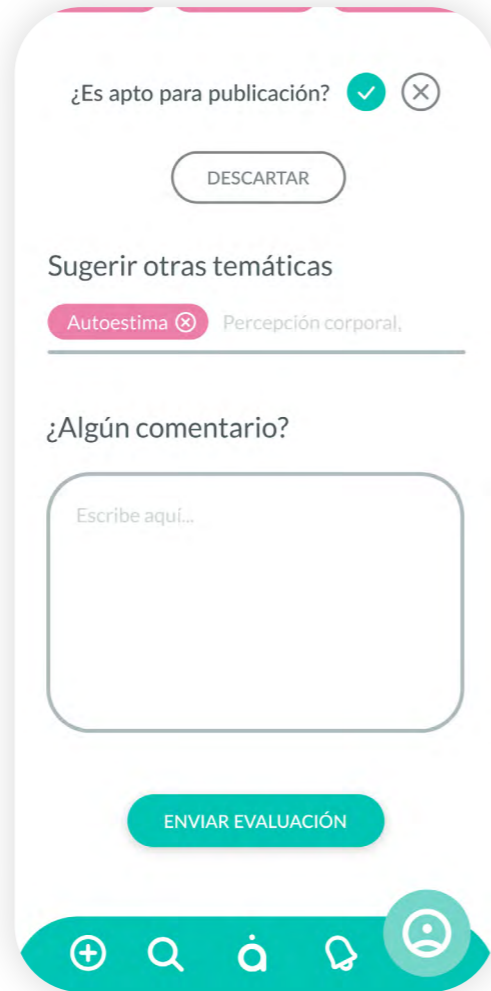 ¿Es apto para publicación?
DESCARTAR
Sugerir otras temáticas
Autoestima Percepción corporal,
¿Algún comentario?
Escribe aquí...
ENVIAR EVALUACIÓN